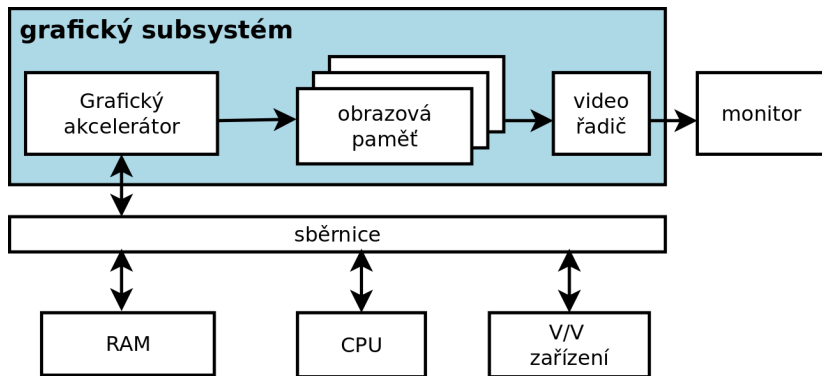 grafický subsystém
Grafický
akcelerátor
obrazová
paměť
video
řadič
monitor
sběrnice
RAM
CPU
V/V
zařízení